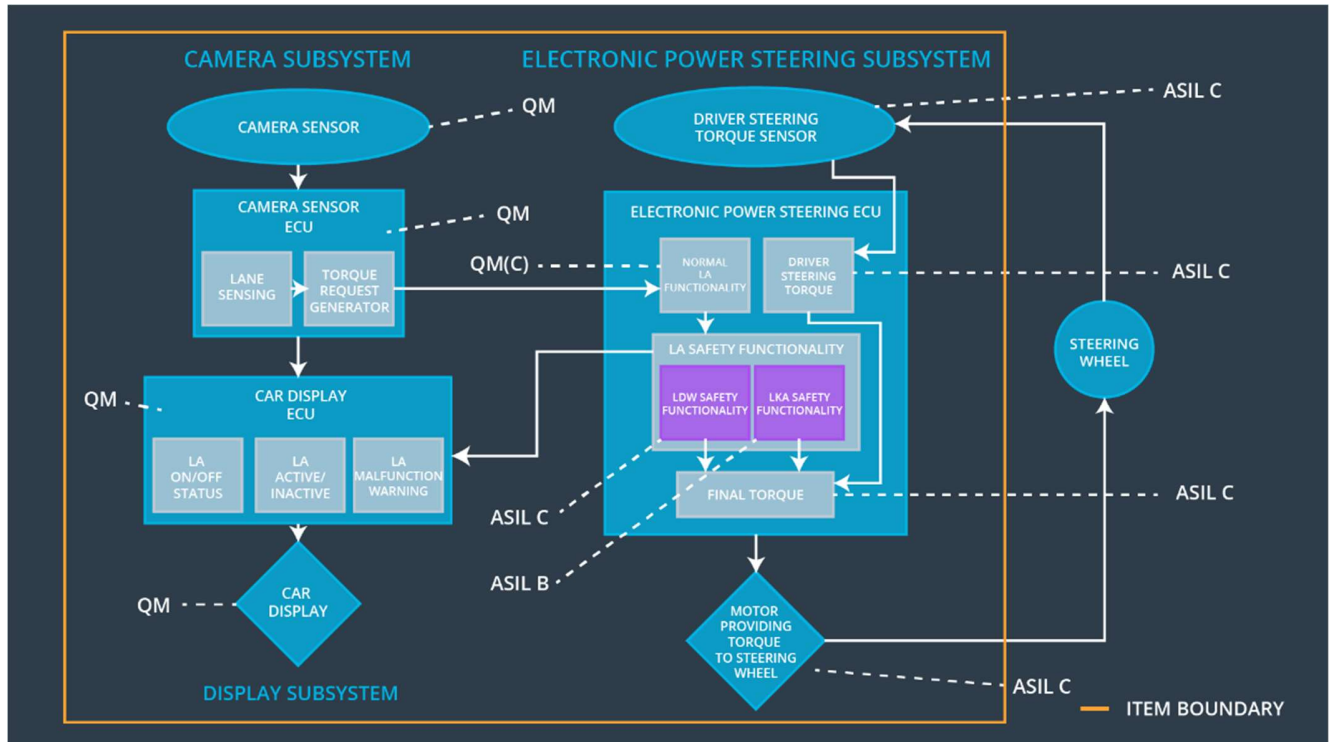 CAMERA SUBSYSTEM
ELECTRONIC POWER STEERING SUBSYSTEM
CAMERA SENSOR
QM
DRIVER STEERING
TORQUE SENSOR
ASIL C
CAMERA SENSOR
ECU
QM
LANE
SENSING
TORQUE
REQUEST
GENERATOR
ELECTRONIC POWER STEERING ECU
QM(C)
NORMAL
LA
FUNCTIONALITY
DRIVER
STEERING
TORQUE
ASIL C
STEERING
WHEEL
LA SAFETY FUNCTIONALITY
LDW SAFETY
FUNCTIONALITY
LKA SAFETY
FUNCTIONALITY
QM
CAR DISPLAY
ECU
LA
ON/OFF
STATUS
LA
ACTIVE/
INACTIVE
LA
MALFUNCTION
WARNING
FINAL TORQUE
ASIL C
ASIL C
ASIL B
QM
CAR
DISPLAY
MOTOR
PROVIDING
TORQUE
TO STEERING
WHEEL
ASIL C
DISPLAY SUBSYSTEM
ITEM BOUNDARY